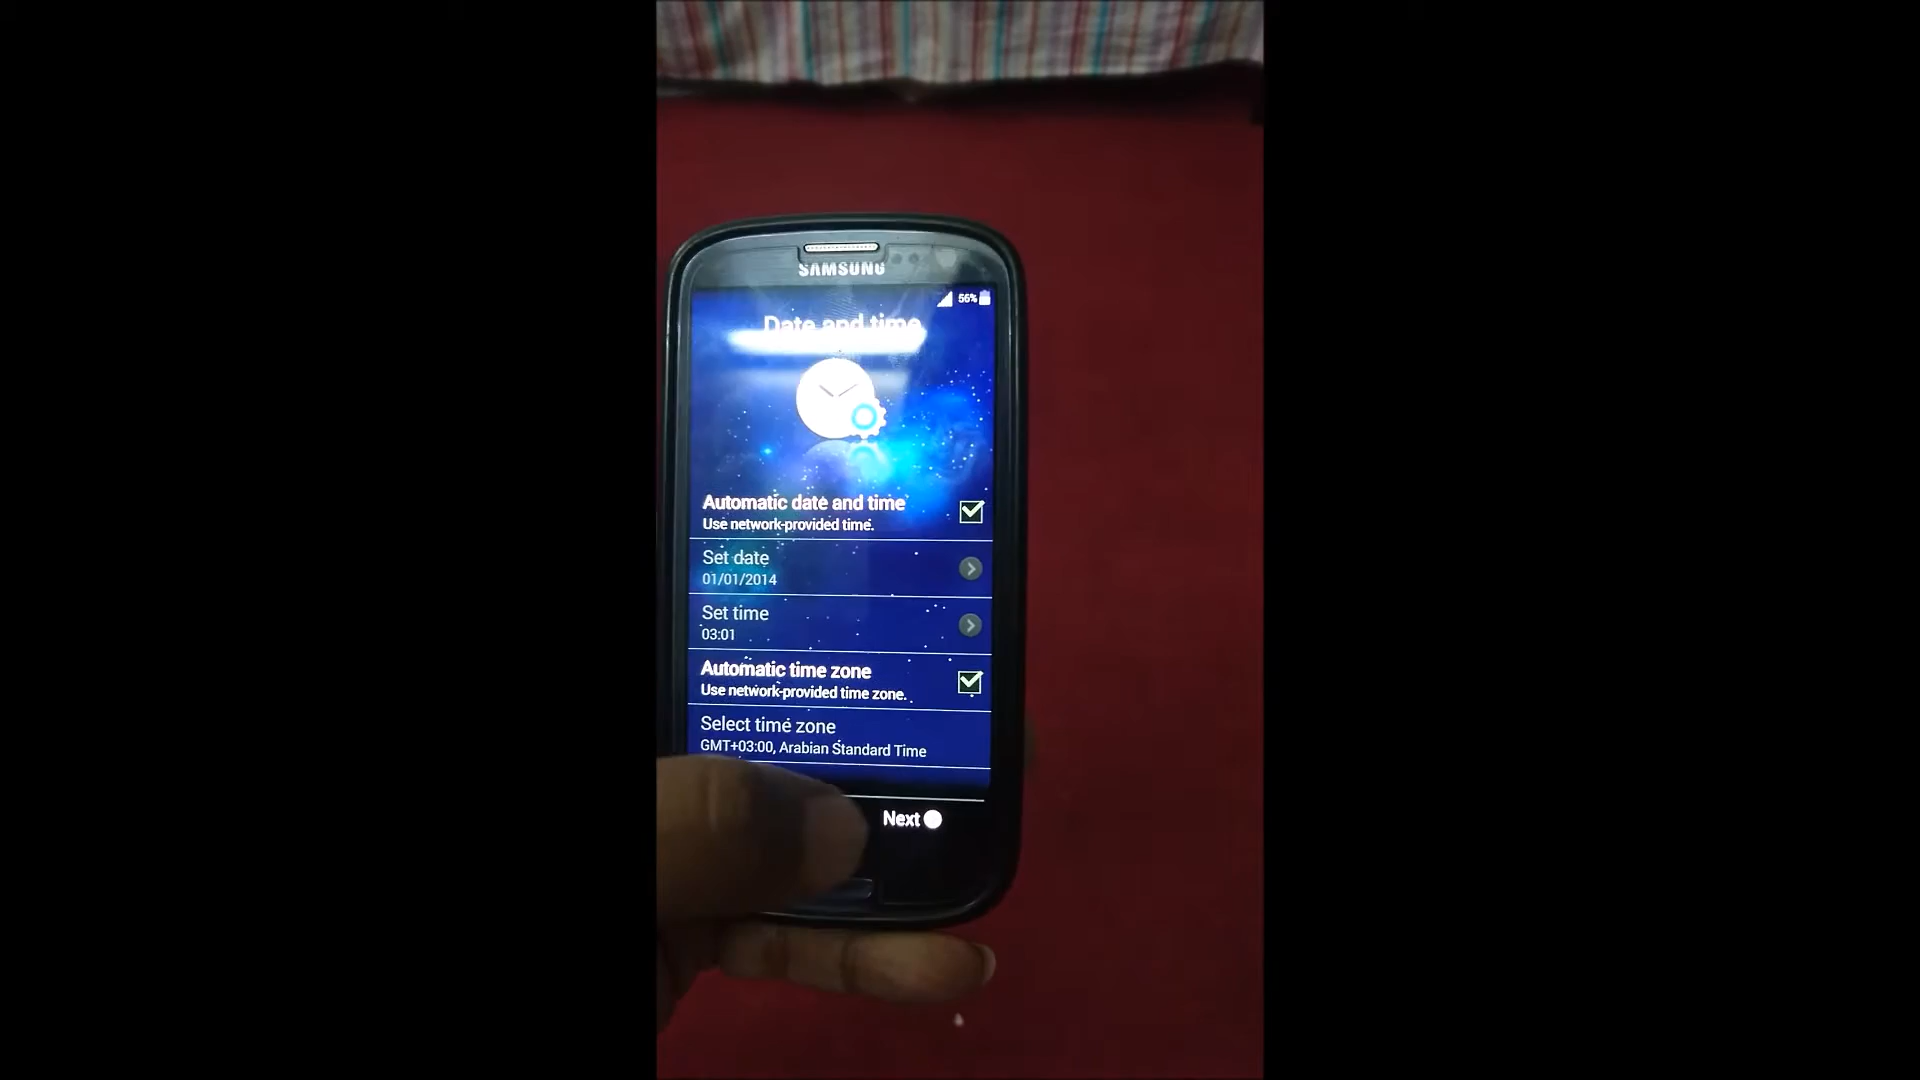 SAMSUNG
56%
Date and time
Automatic date and time
Use network-provided time.
Set date
01/01/2014
Set time
03:01
Automatic time zone
Use network-provided time zone.
Select time zone
GMT+03:00, Arabian Standard Time
Next